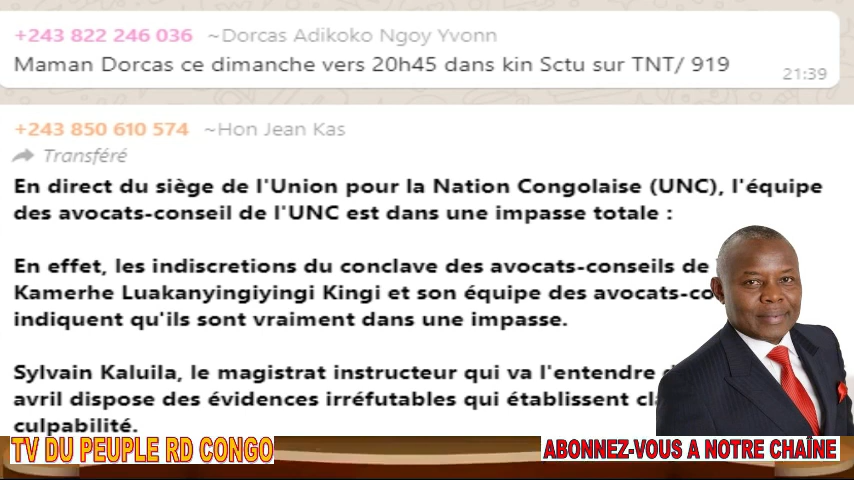 +243 822 246 036 ~Dorcas Adikoko Ngoy Yvonn
Maman Dorcas ce dimanche vers 20h45 dans kin Sctu sur TNT/ 919
21:39
+243 850 610 574 ~Hon Jean Kas
Transféré
En direct du siège de l'Union pour la Nation Congolaise (UNC), l'équipe
des avocats-conseil de l'UNC est dans une impasse totale :
En effet, les indiscretions du conclave des avocats-conseils de
Kamerhe Luakanyingiyingi Kingi et son équipe des
indiquent qu'ils sont vraiment dans une impasse.
Sylvain Kaluila, le magistrat instructeur qui va l'entendre
avril dispose des évidences irréfutables qui établissent
culpabilité.
TV DU PEUPLE RD CONGO
ABONNEZ-VOUS A NOTRE CHAÎNE